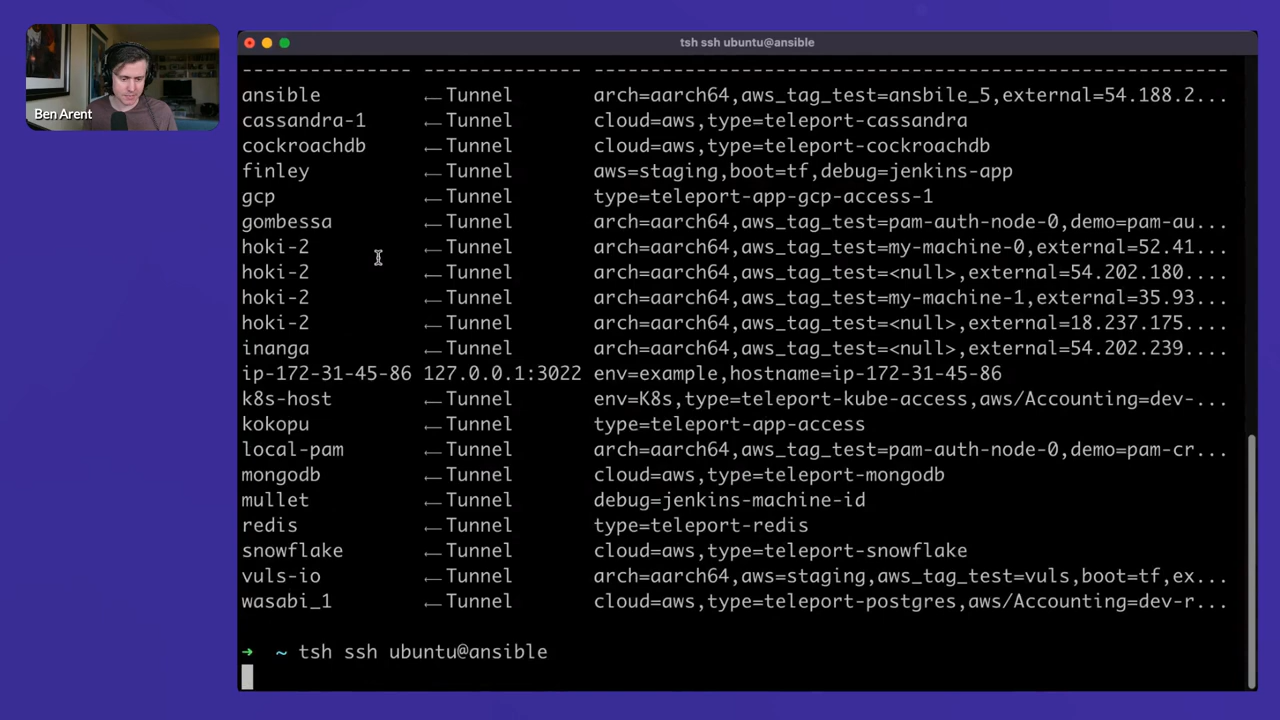 tsh ssh ubuntu@ansible
Ben Arent
--------------- -------------- --------------------------------------------------------
ansible ⟵ Tunnel arch=aarch64,aws_tag_test=ansbile_5,external=54.188.2...
cassandra-1 ⟵ Tunnel cloud=aws,type=teleport-cassandra
cockroachdb ⟵ Tunnel cloud=aws,type=teleport-cockroachdb
finley ⟵ Tunnel aws=staging,boot=tf,debug=jenkins-app
gcp ⟵ Tunnel type=teleport-app-gcp-access-1
gombessa ⟵ Tunnel arch=aarch64,aws_tag_test=pam-auth-node-0,demo=pam-au...
hoki-2 ⟵ Tunnel arch=aarch64,aws_tag_test=my-machine-0,external=52.41...
hoki-2 ⟵ Tunnel arch=aarch64,aws_tag_test=<null>,external=54.202.180....
hoki-2 ⟵ Tunnel arch=aarch64,aws_tag_test=my-machine-1,external=35.93...
hoki-2 ⟵ Tunnel arch=aarch64,aws_tag_test=<null>,external=18.237.175....
inanga ⟵ Tunnel arch=aarch64,aws_tag_test=<null>,external=54.202.239....
ip-172-31-45-86 127.0.0.1:3022 env=example,hostname=ip-172-31-45-86
k8s-host ⟵ Tunnel env=K8s,type=teleport-kube-access,aws/Accounting=dev-...
kokopu ⟵ Tunnel type=teleport-app-access
local-pam ⟵ Tunnel arch=aarch64,aws_tag_test=pam-auth-node-0,demo=pam-cr...
mongodb ⟵ Tunnel cloud=aws,type=teleport-mongodb
mullet ⟵ Tunnel debug=jenkins-machine-id
redis ⟵ Tunnel type=teleport-redis
snowflake ⟵ Tunnel cloud=aws,type=teleport-snowflake
vuls-io ⟵ Tunnel arch=aarch64,aws=staging,aws_tag_test=vuls,boot=tf,ex...
wasabi_1 ⟵ Tunnel cloud=aws,type=teleport-postgres,aws/Accounting=dev-r...
➜ ~ tsh ssh ubuntu@ansible